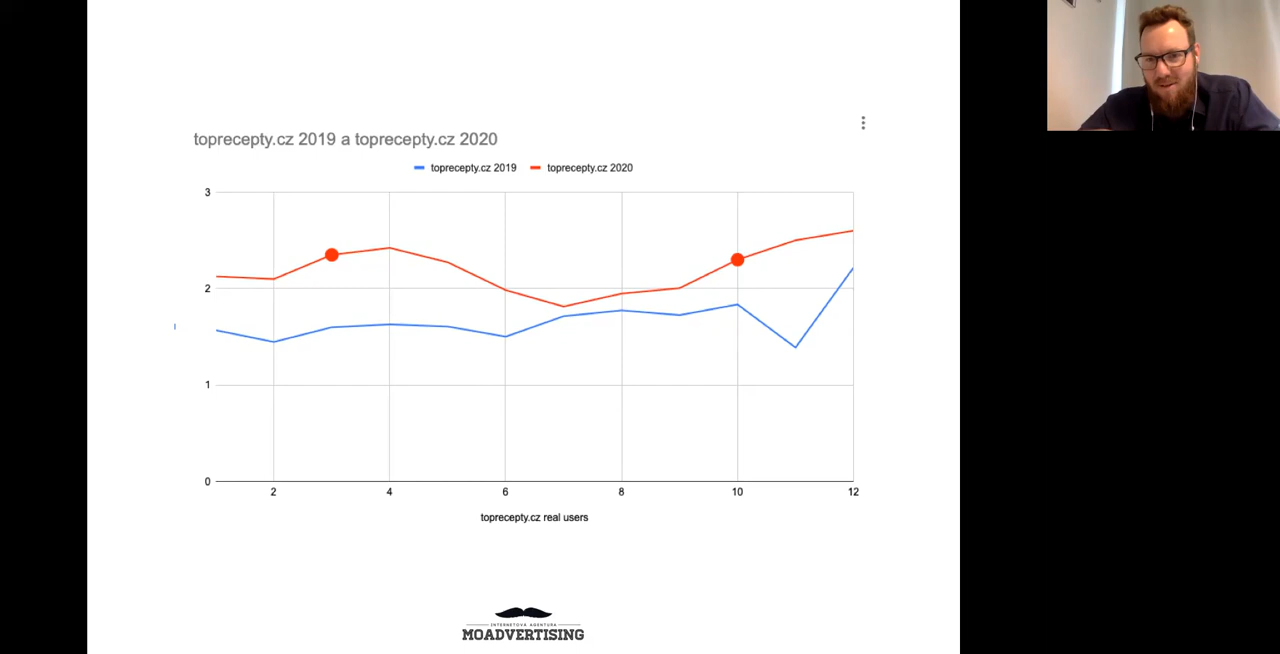 toprecepty.cz 2019 a toprecepty.cz 2020
toprecepty.cz 2019 toprecepty.cz 2020
3
2
1
0
2 4 6 8 10 12
toprecepty.cz real users
INTERNETOVÁ AGENTURA
MOADVERTISING